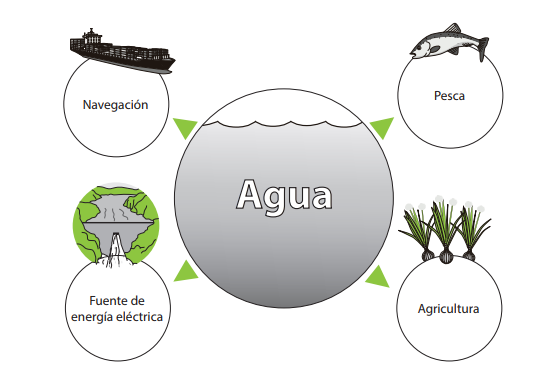 Navegación
Pesca
Agua
Fuente de
energía eléctrica
Agricultura